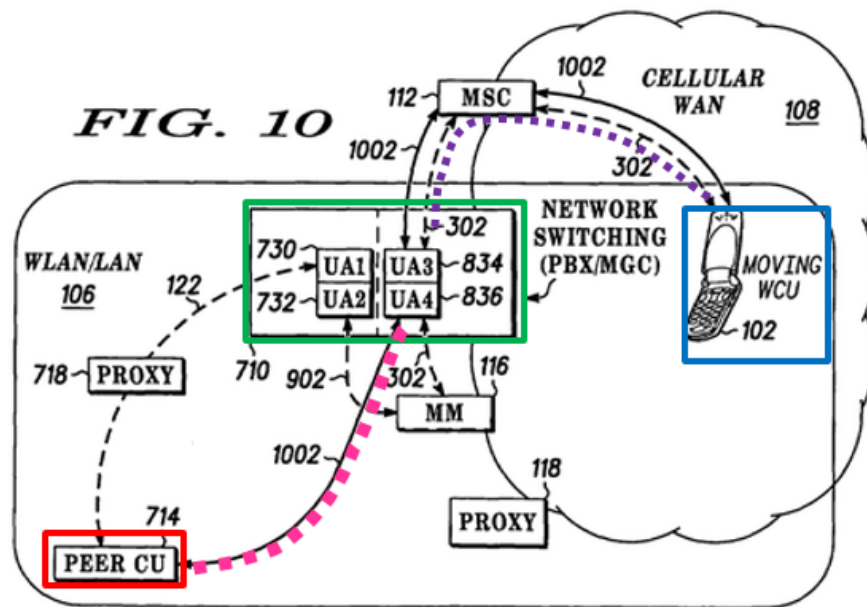 1002
CELLULAR
WAN
108
112
MSC
FIG. 10
1002
302
302
NETWORK
SWITCHING
(PBX/MGC)
730
UA1
UA3
834
MOVING
WCU
WLAN/LAN
106
122
732
UA2
UA4
836
102
718
PROXY
710
902
302
116
MM
1002
118
PROXY
714
PEER CU